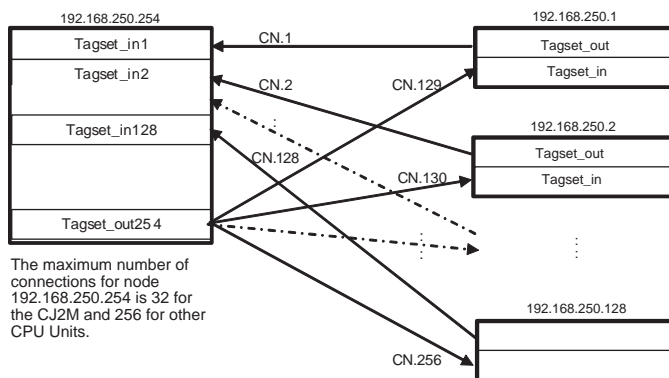 192.168.250.254
Tagset_in1
Tagset_in2
Tagset_in128
Tagset_out25 4
The maximum number of
connections for node
192.168.250.254 is 32 for
the CJ2M and 256 for other
CPU Units.
CN.1
CN.2
CN.129
CN.128
CN.130
CN.256
192.168.250.1
Tagset_out
Tagset_in
192.168.250.2
Tagset_out
Tagset_in
192.168.250.128